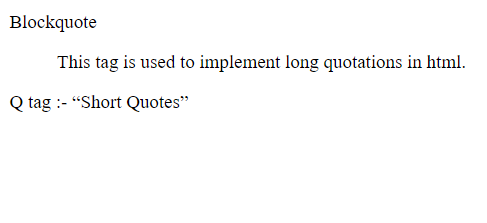 Blockquote
This tag is used to implement long quotations in html.
Q tag :- “Short Quotes”